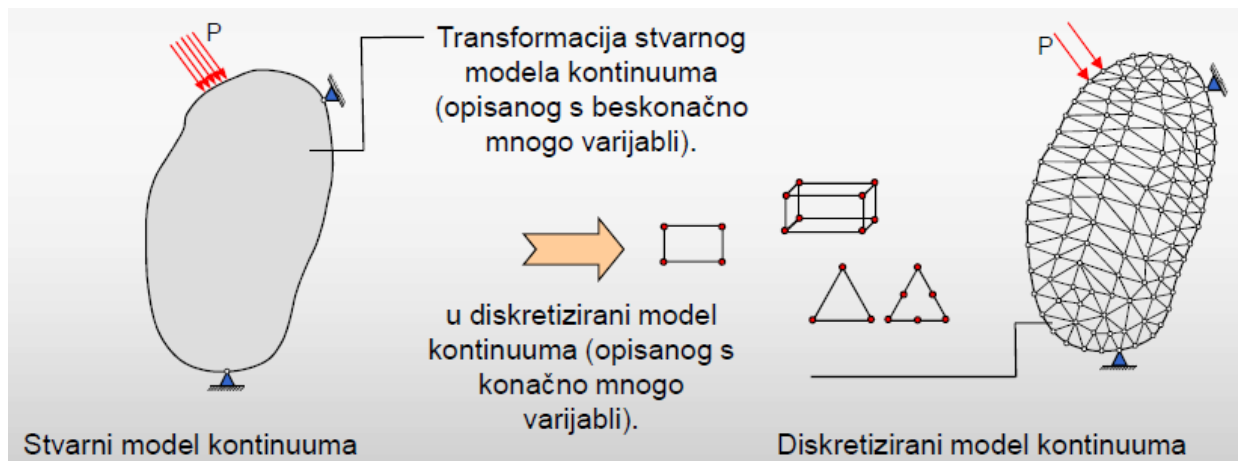 P
Transformacija stvarnog
modela kontinuuma
(opisanog s beskonačno
mnogo varijabli).
P
u diskretizirani model
kontinuuma (opisanog s
konačno mnogo
varijabli).
Stvarni model kontinuuma
Diskretizirani model kontinuuma